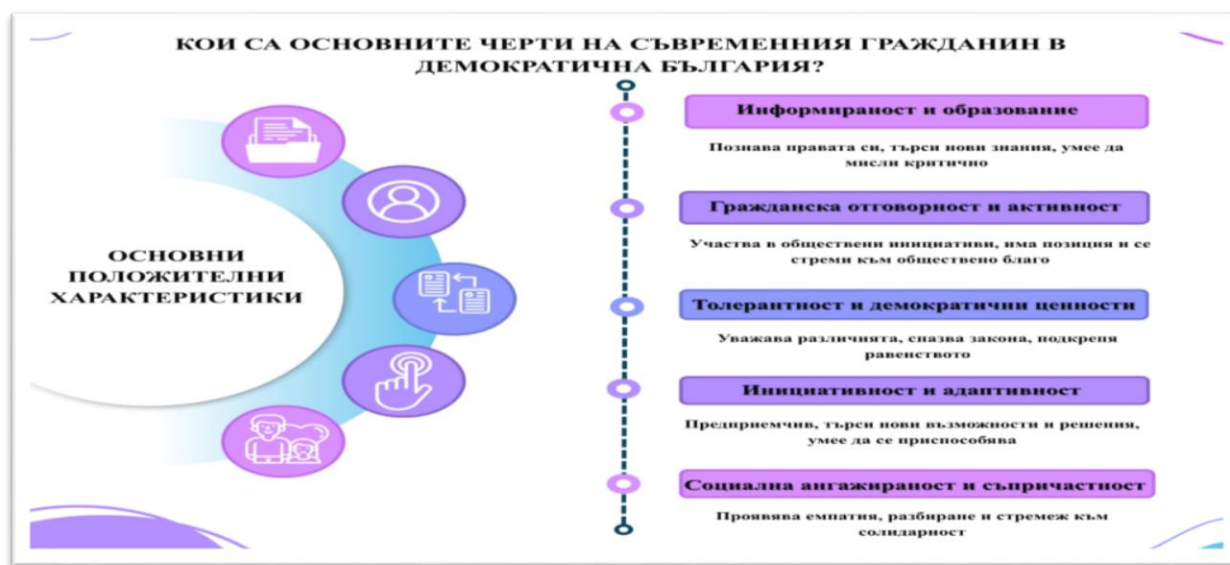 КОИ СА ОСНОВНИТЕ ЧЕРТИ НА СЪВРЕМЕННИЯ ГРАЖДАНИН В
ДЕМОКРАТИЧНА БЪЛГАРИЯ?
ОСНОВНИ
ПОЛОЖИТЕЛНИ
ХАРАКТЕРИСТИКИ
Информираност и образование
Познава правата си, търси нови знания, умее да
мисли критично
Гражданска отговорност и активност
Участва в обществени инициативи, има позиция и се
стреми към обществено благо
Толерантност и демократични ценности
Уважава различията, спазва закона, подкрепя
равенството
Инициативност и адаптивност
Предприемчив, търси нови възможности и решения,
умее да се приспособява
Социална ангажираност и съпричастност
Проявява емпатия, разбиране и стремеж към
солидарност